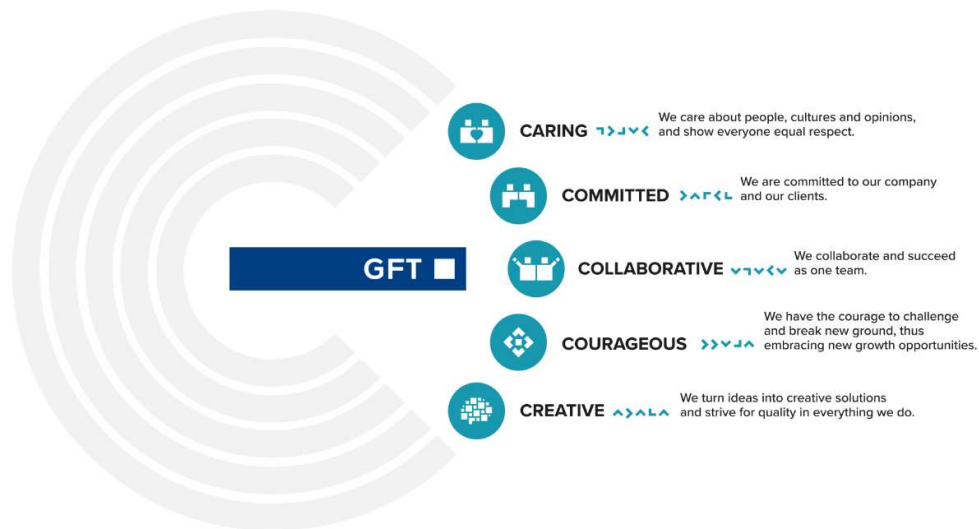 CARING
We care about people, cultures and opinions,
and show everyone equal respect.
COMMITTED
We are committed to our company
and our clients.
GFT
COLLABORATIVE
We collaborate and succeed
as one team.
COURAGEOUS
We have the courage to challenge
and break new ground, thus
embracing new growth opportunities.
CREATIVE
We turn ideas into creative solutions
and strive for quality in everything we do.